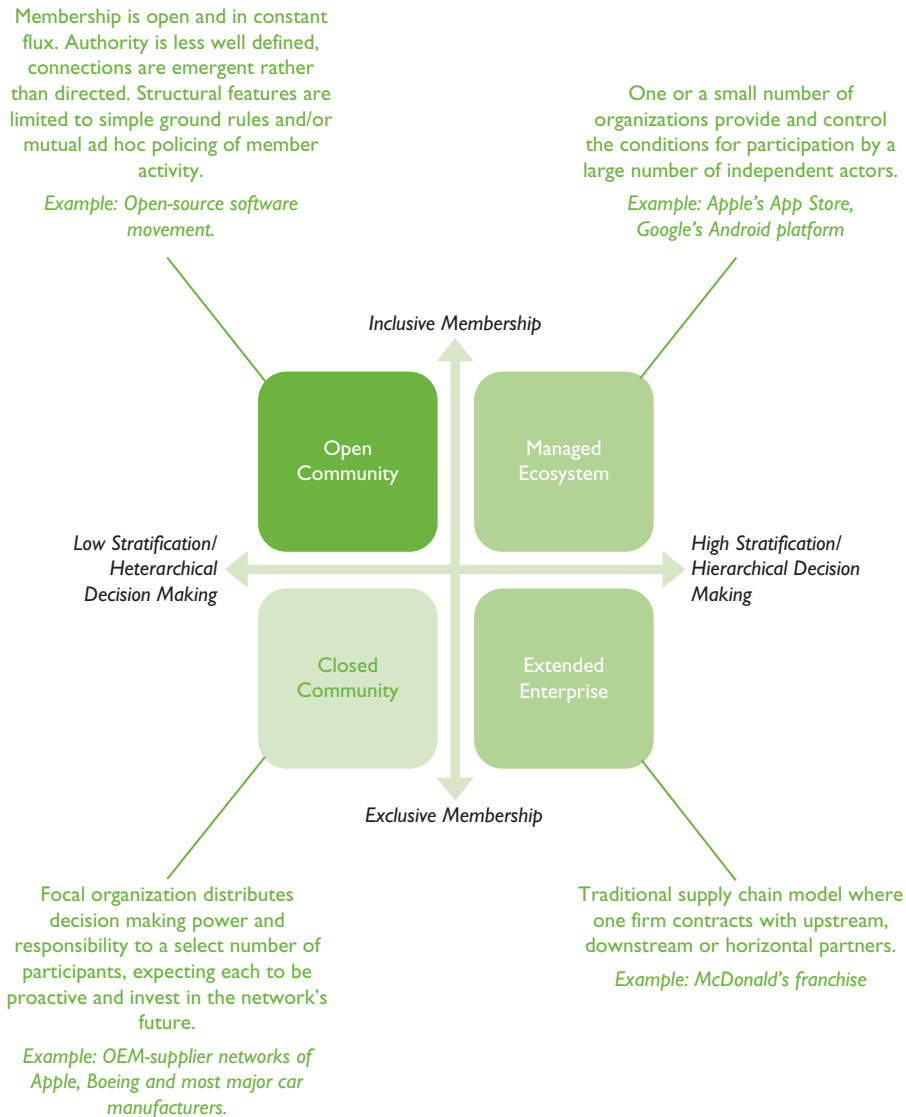 Membership is open and in constant
flux. Authority is less well defined,
connections are emergent rather
than directed. Structural features are
limited to simple ground rules and/or
mutual ad hoc policing of member
activity.
Example: Open-source software
movement.
One or a small number of
organizations provide and control
the conditions for participation by a
large number of independent actors.
Example: Apple's App Store,
Google's Android platform
Inclusive Membership
Open
Community
Managed
Ecosystem
Low Stratification/
Heterarchical
Decision Making
High Stratification/
Hierarchical Decision
Making
Closed
Community
Extended
Enterprise
Exclusive Membership
Focal organization distributes
decision making power and
responsibility to a select number of
participants, expecting each to be
proactive and invest in the network's
future.
Example: OEM-supplier networks of
Apple, Boeing and most major car
manufacturers.
Traditional supply chain model where
one firm contracts with upstream,
downstream or horizontal partners.
Example: McDonald's franchise